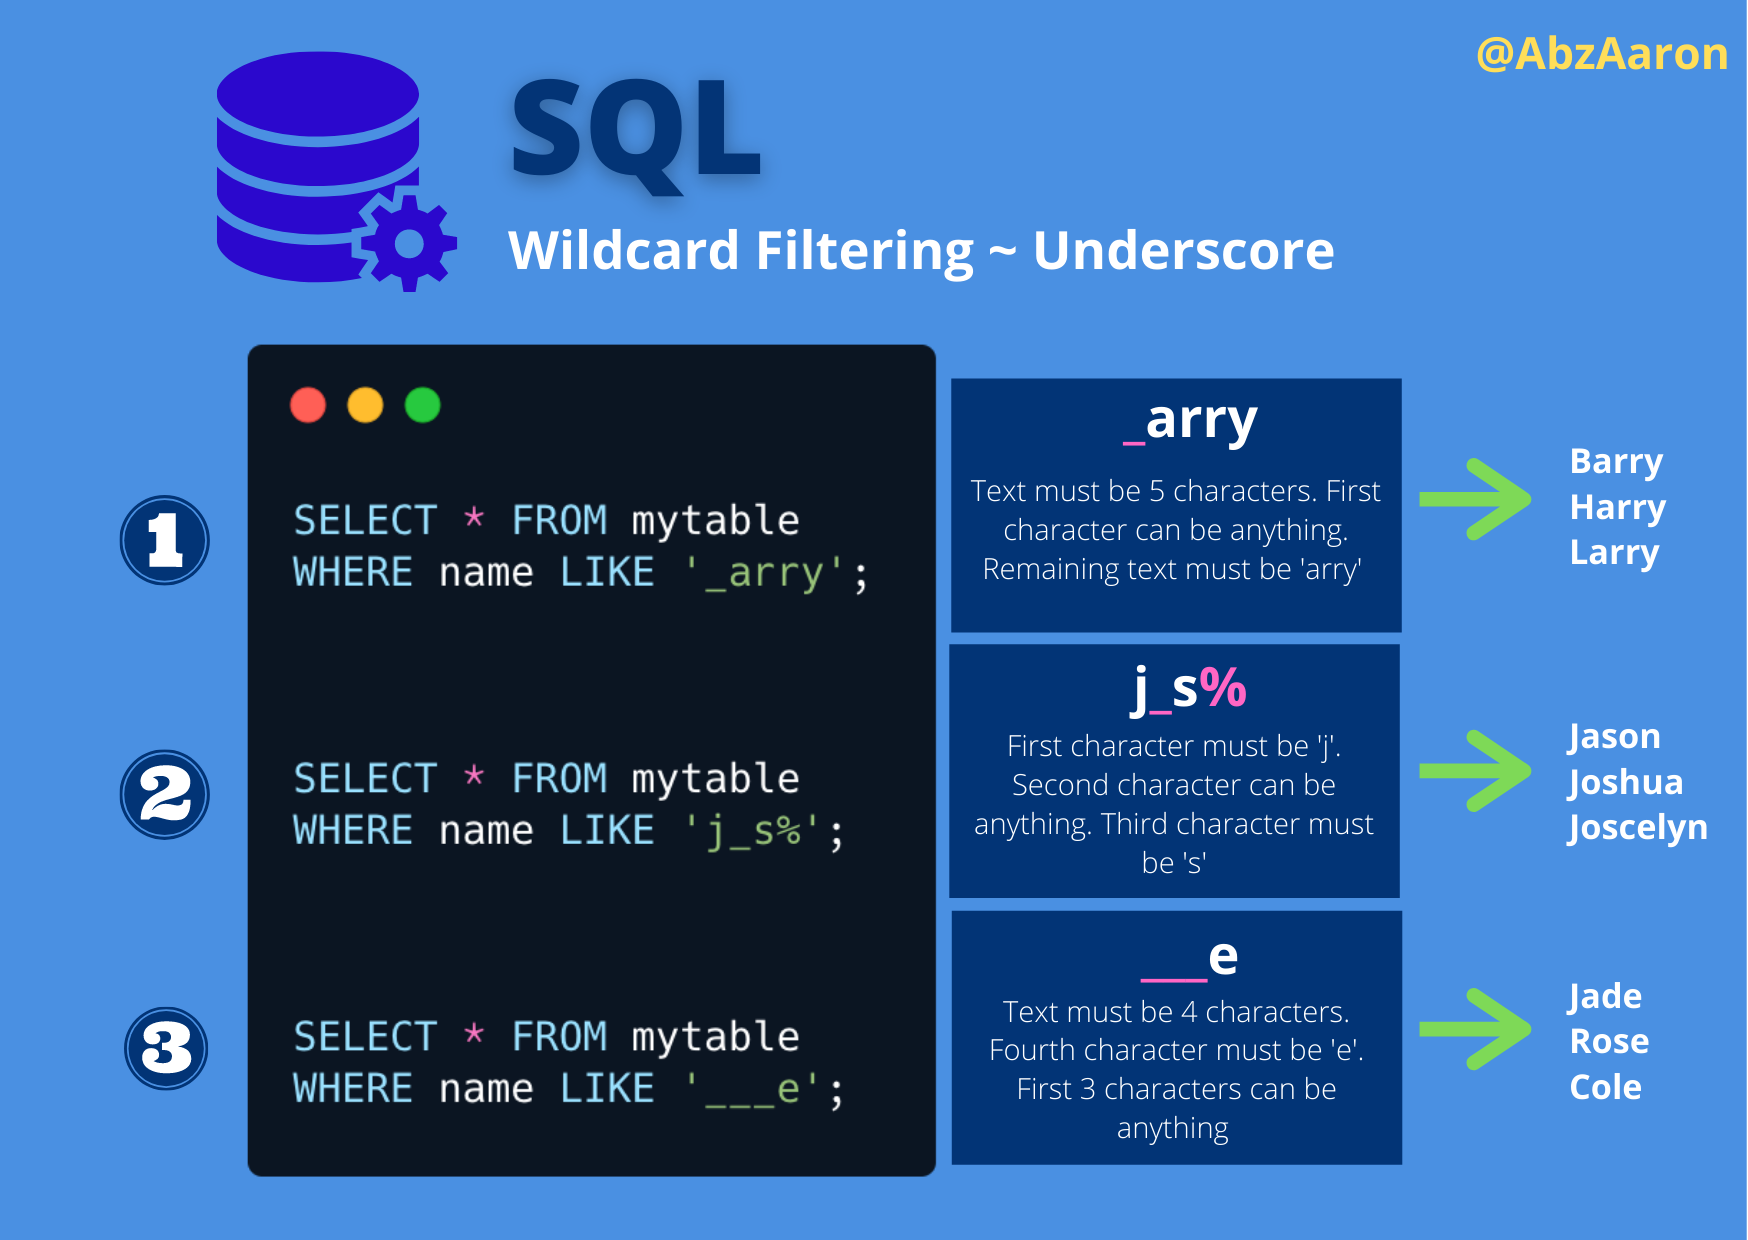 @AbzAaron
SQL
Wildcard Filtering ~ Underscore
1
SELECT * FROM mytable
WHERE name LIKE '_arry';
_arry
Text must be 5 characters. First
character can be anything.
Remaining text must be 'arry'
Barry
Harry
Larry
2
SELECT * FROM mytable
WHERE name LIKE 'j_s%';
j_s%
First character must be 'j'.
Second character can be
anything. Third character must
be 's'
Jason
Joshua
Joscelyn
3
SELECT * FROM mytable
WHERE name LIKE '___e';
___e
Text must be 4 characters.
Fourth character must be 'e'.
First 3 characters can be
anything
Jade
Rose
Cole